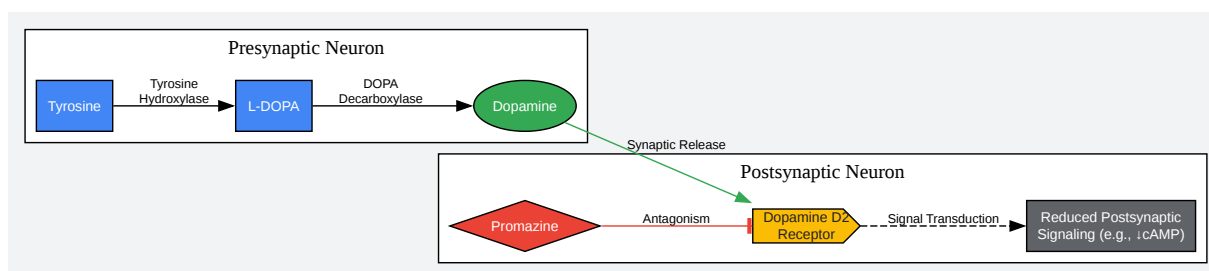 Presynaptic Neuron
Tyrosine
Tyrosine
Hydroxylase
L-DOPA
DOPA
Decarboxylase
Dopamine
Synaptic Release
Postsynaptic Neuron
Promazine
Antagonism
Dopamine D2
Receptor
Signal Transduction
Reduced Postsynaptic
Signaling (e.g., ↓cAMP)